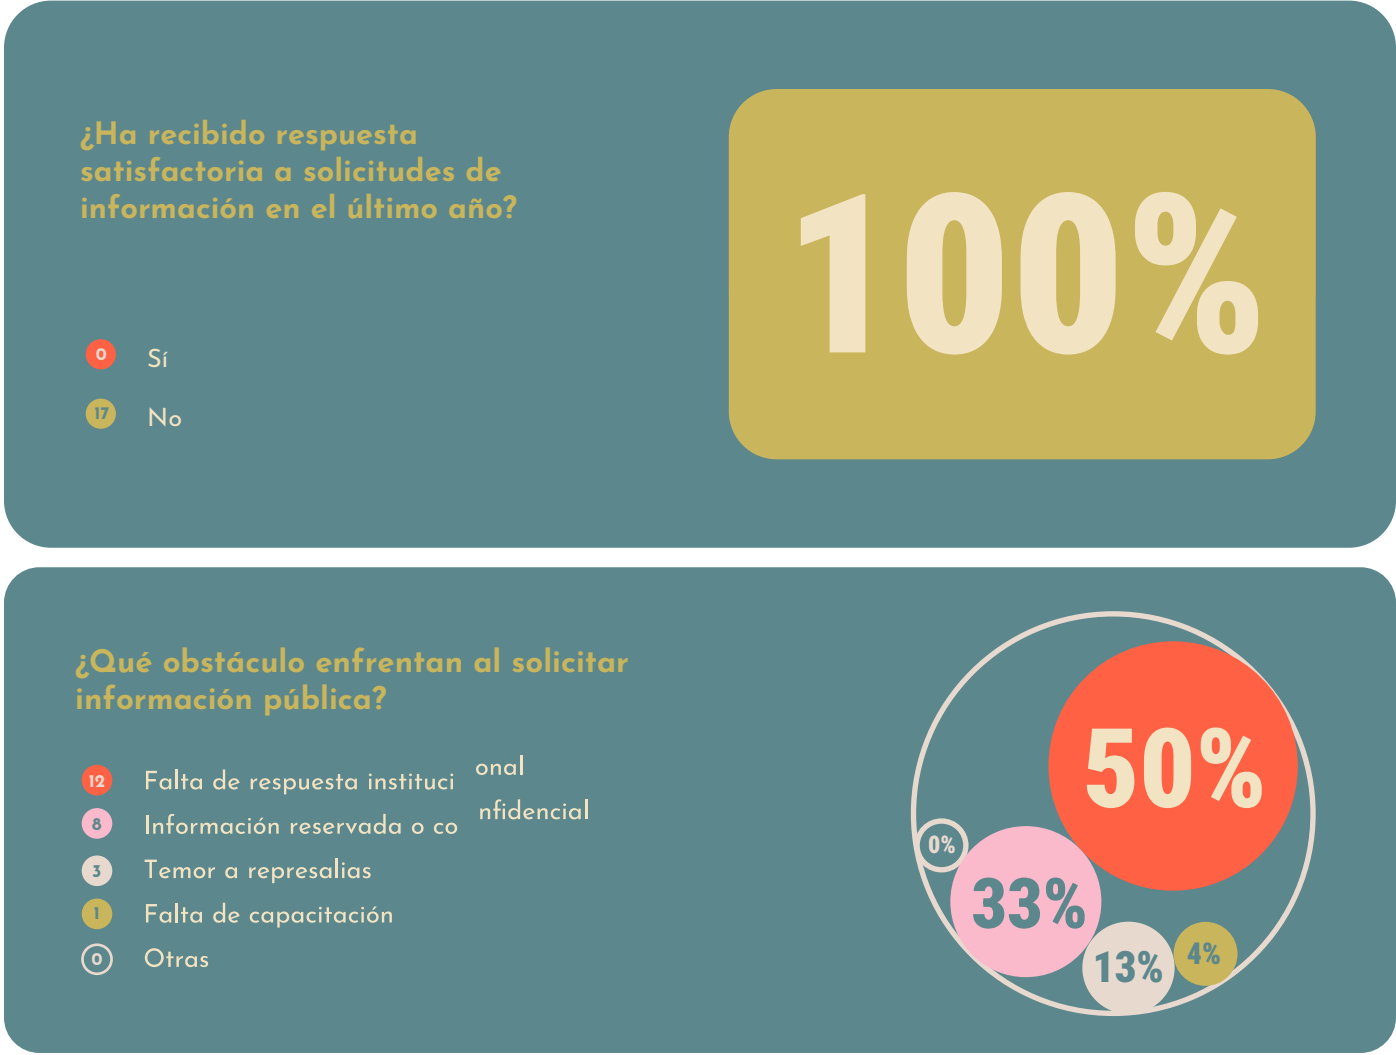 ¿Ha recibido respuesta
satisfactoria a solicitudes de
información en el último año?
100%
0 Sí
17 No
¿Qué obstáculo enfrentan al solicitar
información pública?
12 Falta de respuesta instituci onal
8 Información reservada o co nfidencial
3 Temor a represalias
1 Falta de capacitación
0 Otras
50%
0%
33%
13%
4%